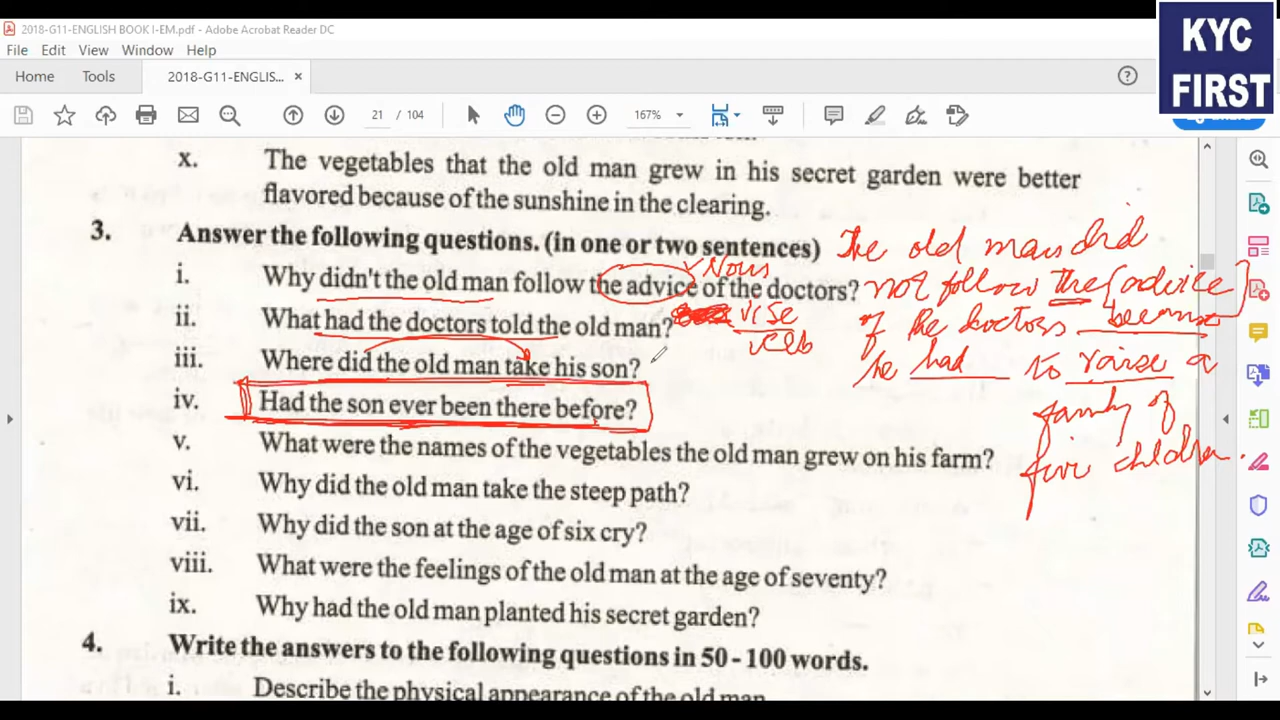 2018-G11-ENGLISH BOOK I-EM.pdf - Adobe Acrobat Reader DC
File Edit View Window Help
Home Tools 2018-G11-ENGLIS... ×
21 / 104 167%
KYC
FIRST
x. The vegetables that the old man grew in his secret garden were better
flavored because of the sunshine in the clearing.
3. Answer the following questions. (in one or two sentences)
i. Why didn't the old man follow the advice of the doctors?
ii. What had the doctors told the old man?
iii. Where did the old man take his son?
iv. Had the son ever been there before?
v. What were the names of the vegetables the old man grew on his farm?
vi. Why did the old man take the steep path?
vii. Why did the son at the age of six cry?
viii. What were the feelings of the old man at the age of seventy?
ix. Why had the old man planted his secret garden?
4. Write the answers to the following questions in 50 - 100 words.
i. Describe the physical appearance of the old man
Noun
vise
verb
The old man did
not follow the (advice)
of the doctors because
he had to raise a
family of
five children.